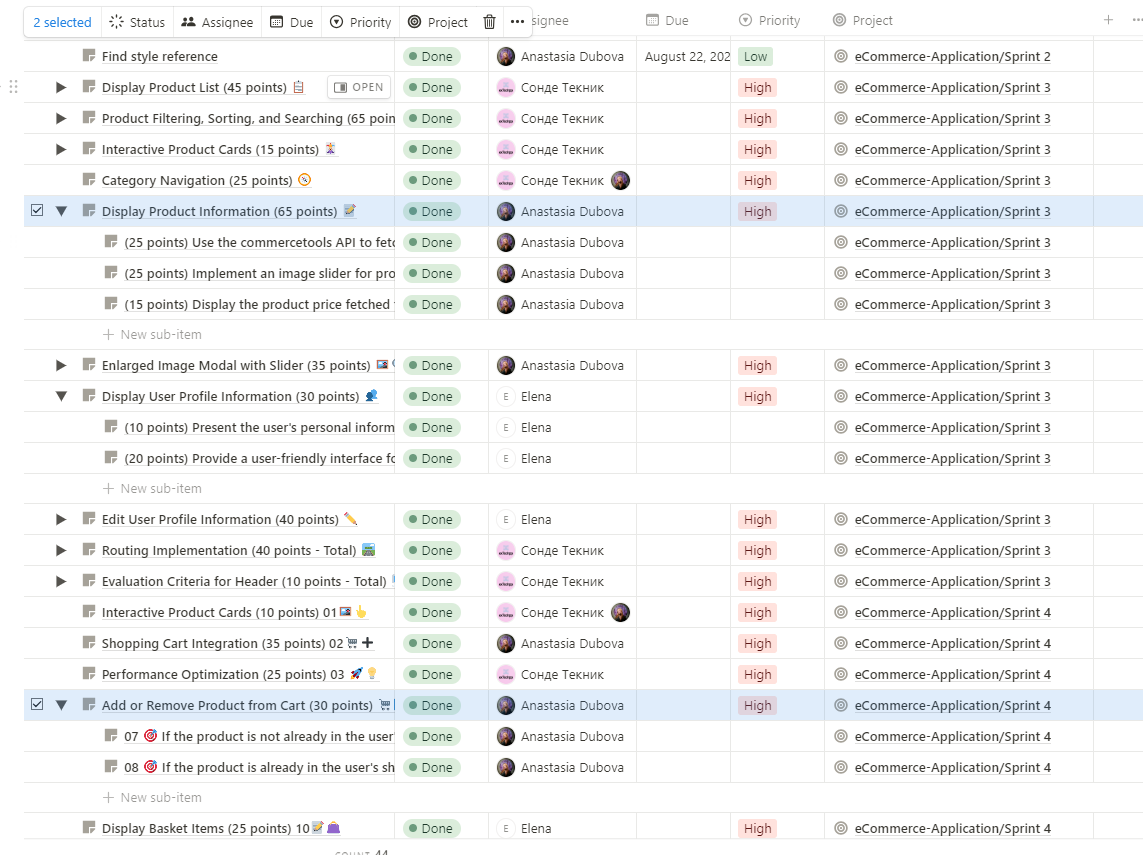 2 selected Status Assignee Due Priority Project ••• signee Due Priority Project
Find style reference Done Anastasia Dubova August 22, 202 Low eCommerce-Application/Sprint 2
Display Product List (45 points) OPEN Done Сонде Текник High eCommerce-Application/Sprint 3
Product Filtering, Sorting, and Searching (65 poin Done Сонде Текник High eCommerce-Application/Sprint 3
Interactive Product Cards (15 points) Done Сонде Текник High eCommerce-Application/Sprint 3
Category Navigation (25 points) Done Сонде Текник High eCommerce-Application/Sprint 3
Display Product Information (65 points) Done Anastasia Dubova High eCommerce-Application/Sprint 3
(25 points) Use the commercetools API to fetc Done Anastasia Dubova eCommerce-Application/Sprint 3
(25 points) Implement an image slider for pro Done Anastasia Dubova eCommerce-Application/Sprint 3
(15 points) Display the product price fetched Done Anastasia Dubova eCommerce-Application/Sprint 3
New sub-item
Enlarged Image Modal with Slider (35 points) Done Anastasia Dubova High eCommerce-Application/Sprint 3
Display User Profile Information (30 points) Done E Elena High eCommerce-Application/Sprint 3
(10 points) Present the user's personal inform Done E Elena eCommerce-Application/Sprint 3
(20 points) Provide a user-friendly interface fo Done E Elena eCommerce-Application/Sprint 3
New sub-item
Edit User Profile Information (40 points) Done E Elena High eCommerce-Application/Sprint 3
Routing Implementation (40 points - Total) Done Сонде Текник High eCommerce-Application/Sprint 3
Evaluation Criteria for Header (10 points - Total) Done Сонде Текник High eCommerce-Application/Sprint 3
Interactive Product Cards (10 points) 01 Done Сонде Текник High eCommerce-Application/Sprint 4
Shopping Cart Integration (35 points) 02 Done Anastasia Dubova High eCommerce-Application/Sprint 4
Performance Optimization (25 points) 03 Done Сонде Текник High eCommerce-Application/Sprint 4
Add or Remove Product from Cart (30 points) Done Anastasia Dubova High eCommerce-Application/Sprint 4
07 If the product is not already in the user' Done Anastasia Dubova eCommerce-Application/Sprint 4
08 If the product is already in the user's sh Done Anastasia Dubova eCommerce-Application/Sprint 4
New sub-item
Display Basket Items (25 points) 10 Done E Elena High eCommerce-Application/Sprint 4
COUNT 44